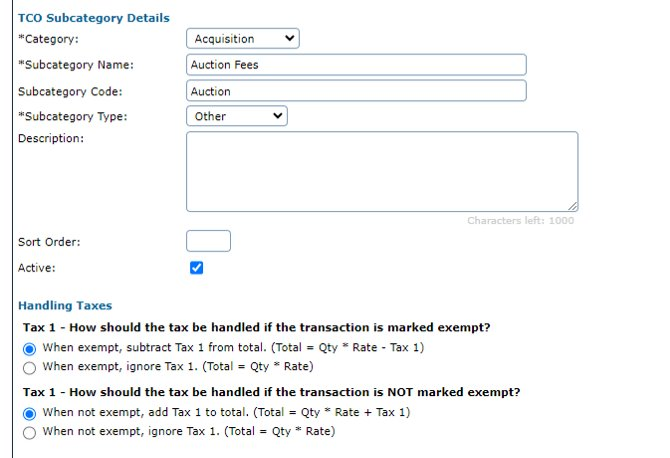 TCO Subcategory Details
*Category: Acquisition
*Subcategory Name: Auction Fees
Subcategory Code: Auction
*Subcategory Type: Other
Description:
Characters left: 1000
Sort Order:
Active:
Handling Taxes
Tax 1 - How should the tax be handled if the transaction is marked exempt?
When exempt, subtract Tax 1 from total. (Total = Qty * Rate - Tax 1)
When exempt, ignore Tax 1. (Total = Qty * Rate)
Tax 1 - How should the tax be handled if the transaction is NOT marked exempt?
When not exempt, add Tax 1 to total. (Total = Qty * Rate + Tax 1)
When not exempt, ignore Tax 1. (Total = Qty * Rate)